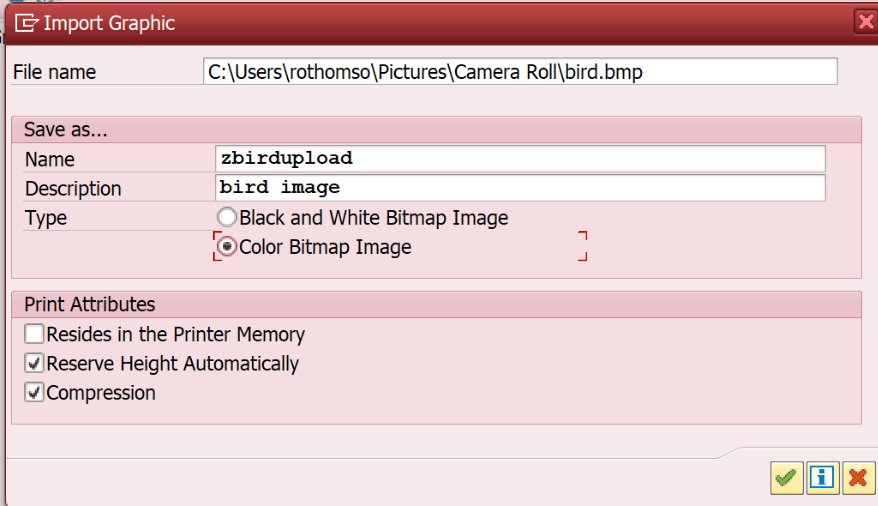 Import Graphic
File name C:\Users\rothomso\Pictures\Camera Roll\bird.bmp
Save as...
Name zbirdupload
Description bird image
Type Black and White Bitmap Image
Color Bitmap Image
Print Attributes
Resides in the Printer Memory
Reserve Height Automatically
Compression